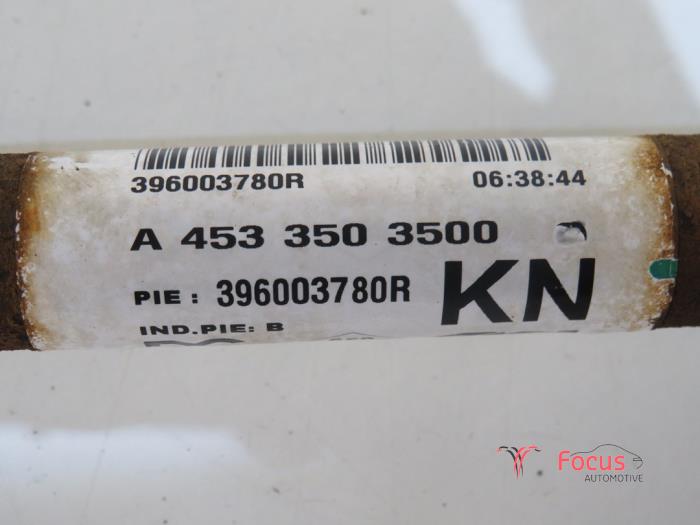 396003780R 06:38:44
A 453 350 3500
PIE : 396003780R KN
IND.PIE: B
Focus
AUTOMOTIVE